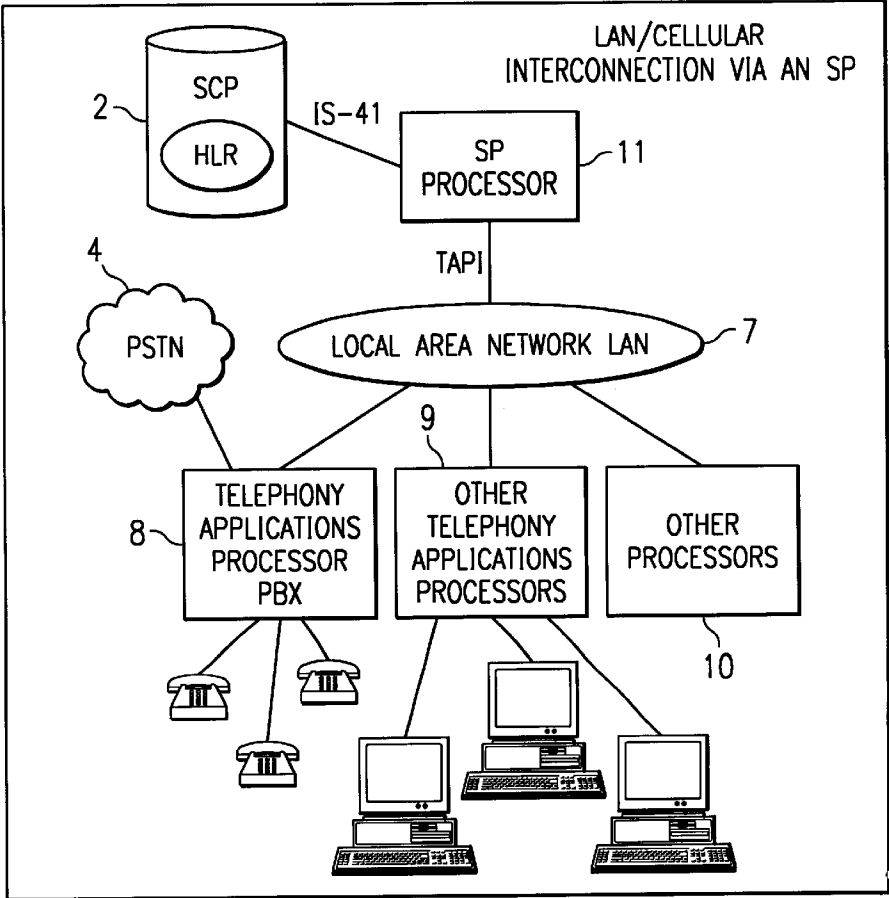 LAN/CELLULAR
INTERCONNECTION VIA AN SP
SCP
HLR
2
IS-41
SP
PROCESSOR
11
TAPI
4
PSTN
LOCAL AREA NETWORK LAN
7
TELEPHONY
APPLICATIONS
PROCESSOR
PBX
8
9
OTHER
TELEPHONY
APPLICATIONS
PROCESSORS
OTHER
PROCESSORS
10